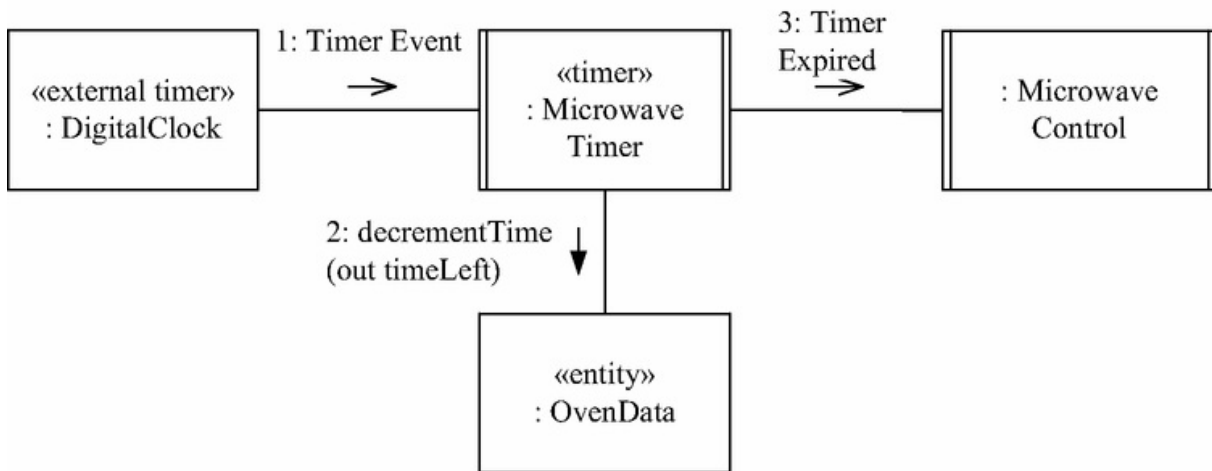 «external timer»
: DigitalClock
1: Timer Event
«timer»
: Microwave
Timer
3: Timer
Expired
: Microwave
Control
2: decrementTime
(out timeLeft)
«entity»
: OvenData